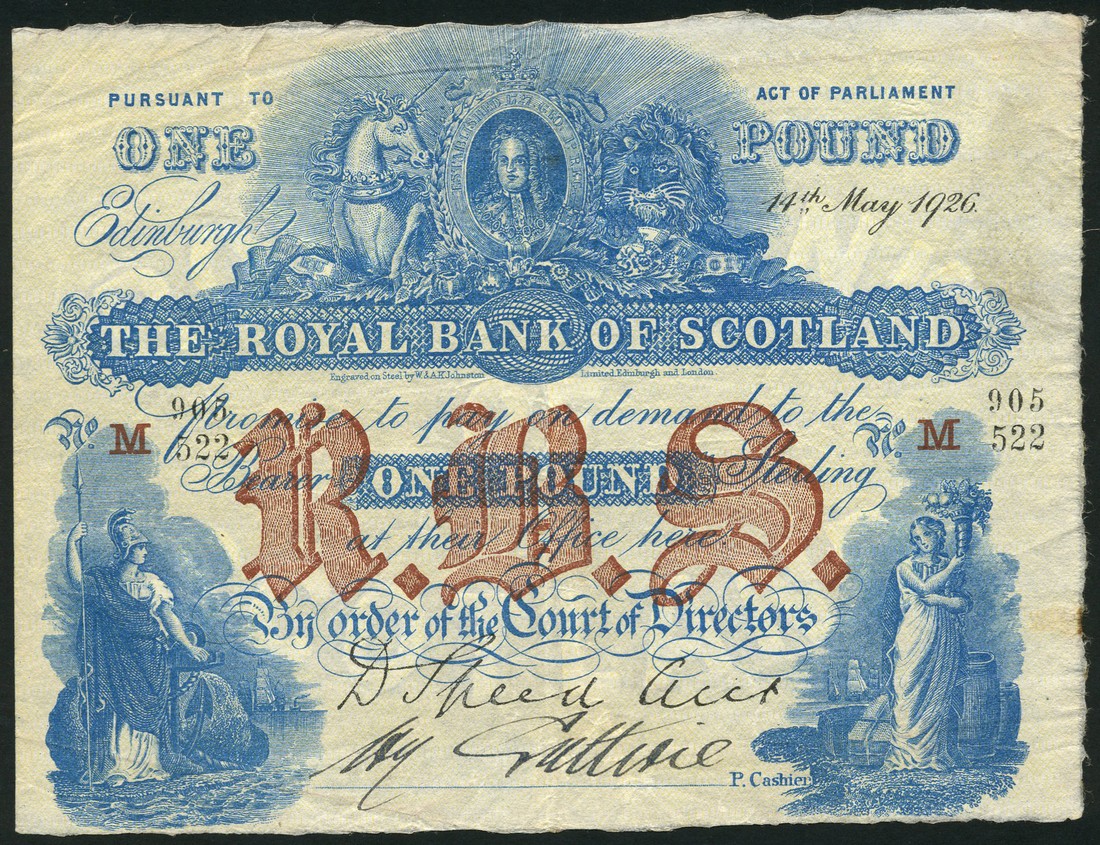 PURSUANT TO ACT OF PARLIAMENT
ONE POUND
Edinburgh 14th May 1926.
THE ROYAL BANK OF SCOTLAND
Engraved on Steel by W. & A.K. Johnston Limited, Edinburgh and London.
Promise to pay on demand to the
No. M 905 522 No. M 905 522
Bearer ONE POUND Sterling
R.B.S.
at their Office here
By order of the Court of Directors
D Speed Acct
Guthrie
P. Cashier